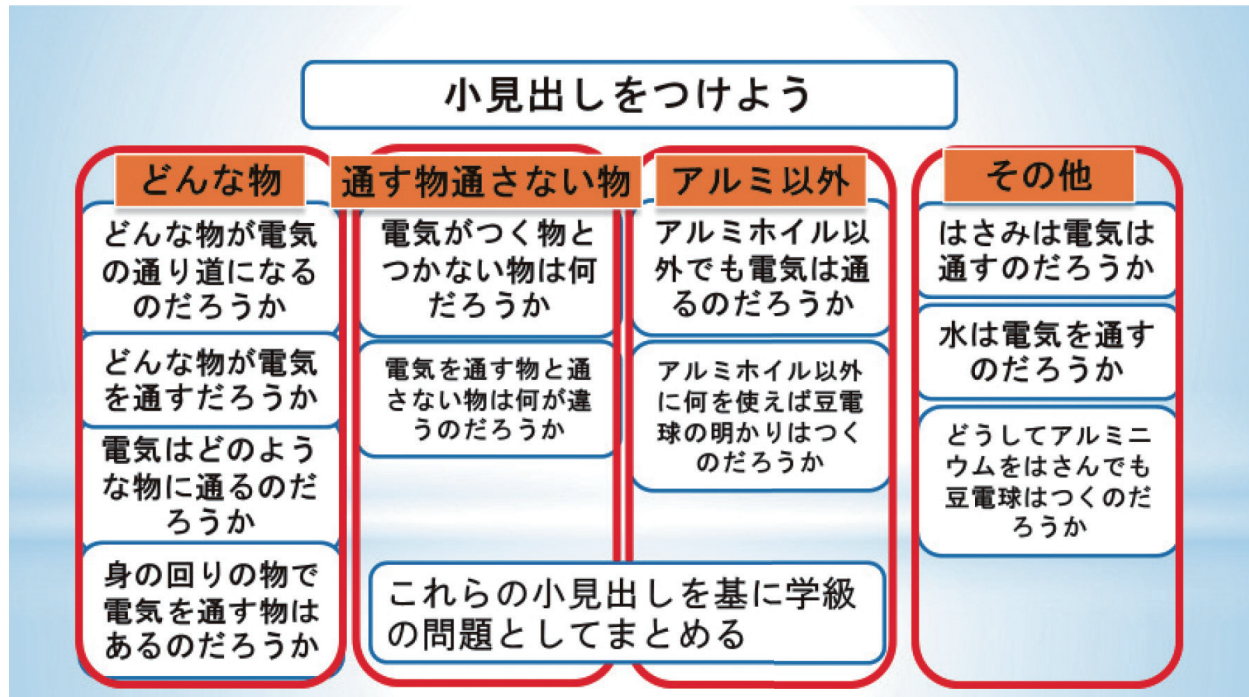 小見出しをつけよう
どんな物
どんな物が電気
の通り道になる
のだろうか
どんな物が電気
を通すだろうか
電気はどのよう
な物に通るのだ
ろうか
身の回りの物で
電気を通す物は
あるのだろうか
通す物通さない物
電気がつく物と
つかない物は何
だろうか
電気を通す物と通
さない物は何が違
うのだろうか
アルミ以外
アルミホイル以
外でも電気は通
るのだろうか
アルミホイル以外
に何を使えば豆電
球の明かりはつく
のだろうか
その他
はさみは電気は
通すのだろうか
水は電気を通す
のだろうか
どうしてアルミニ
ウムをはさんでも
豆電球はつくのだ
ろうか
これらの小見出しを基に学級
の問題としてまとめる